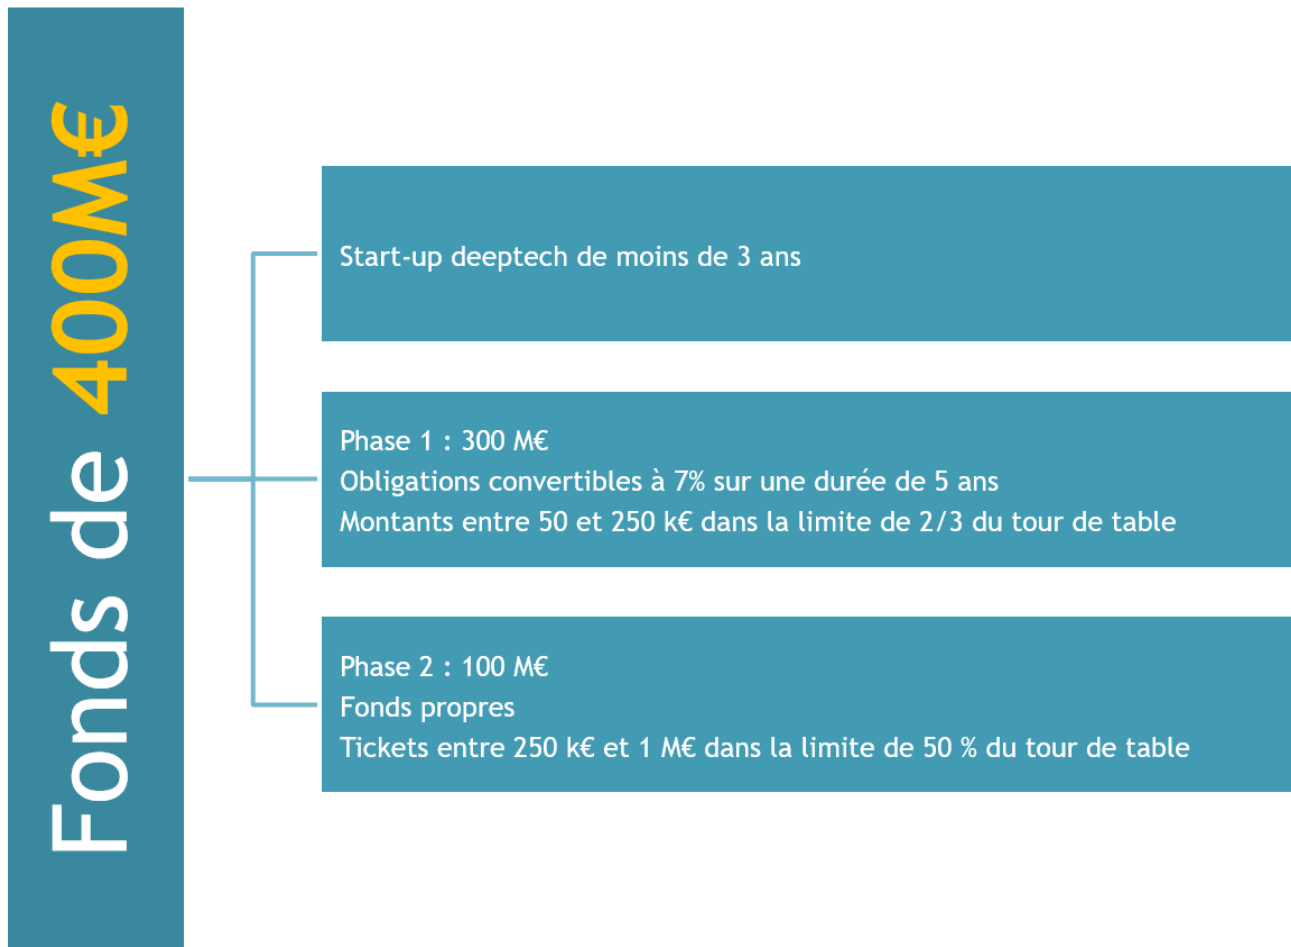 Fonds de 400M€
Start-up deeptech de moins de 3 ans
Phase 1 : 300 M€
Obligations convertibles à 7% sur une durée de 5 ans
Montants entre 50 et 250 k€ dans la limite de 2/3 du tour de table
Phase 2 : 100 M€
Fonds propres
Tickets entre 250 k€ et 1 M€ dans la limite de 50 % du tour de table